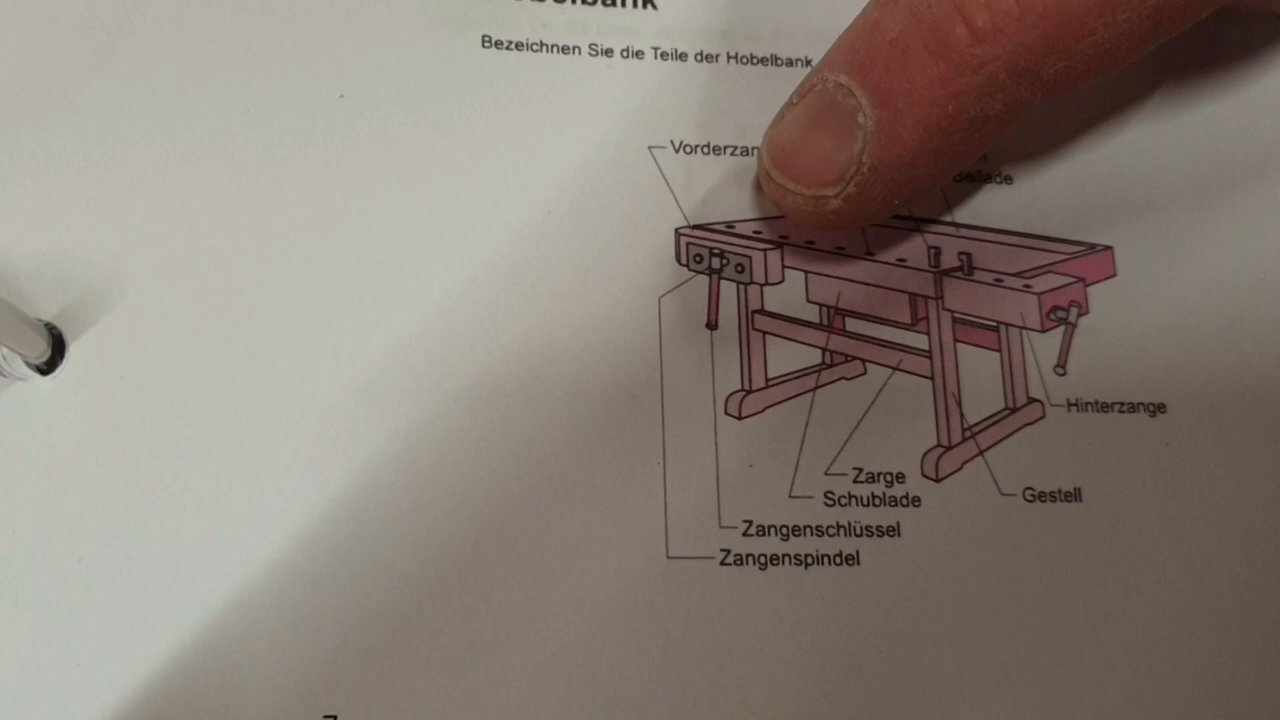 Bezeichnen Sie die Teile der Hobelbank
Hinterzange
Zarge
Schublade
Gestell
Zangenschlüssel
Zangenspindel